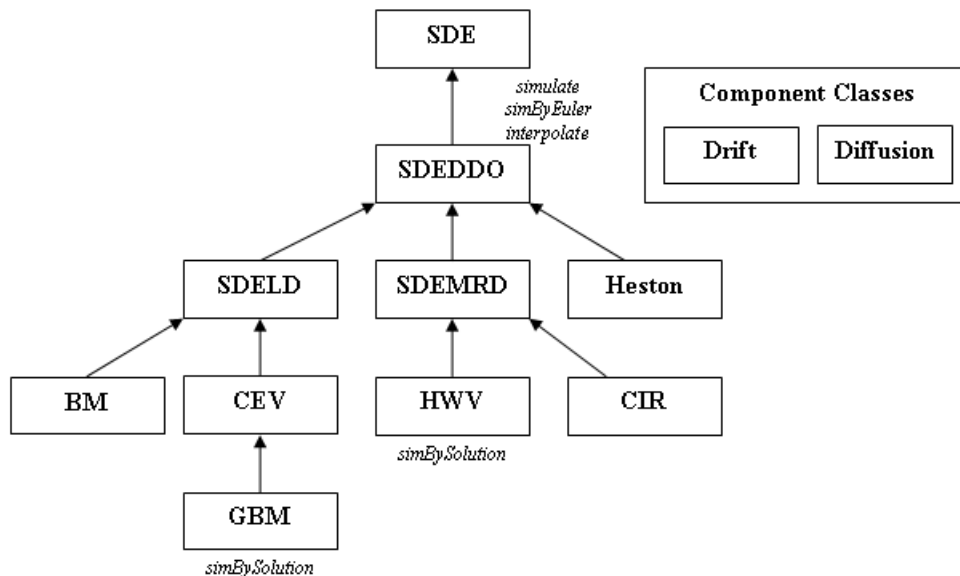 SDE
simulate
simByEuler
interpolate
Component Classes
Drift
Diffusion
SDEDDO
SDELD
SDEMRD
Heston
BM
CEV
HWV
CIR
simBySolution
GBM
simBySolution